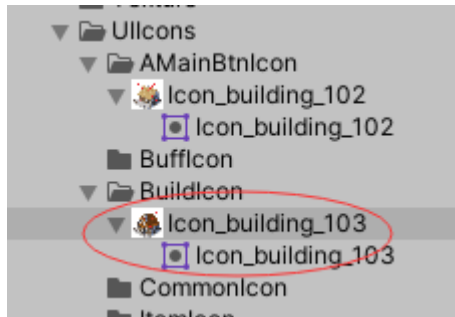 UIIcons
AMainBtnIcon
Icon_building_102
Icon_building_102
BuffIcon
BuildIcon
Icon_building_103
Icon_building_103
CommonIcon